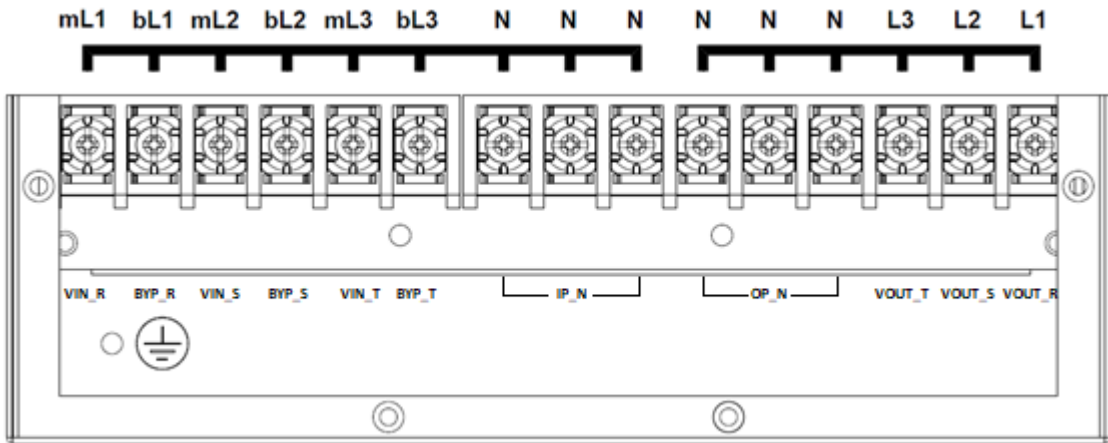 mL1 bL1 mL2 bL2 mL3 bL3 N N N N N N L3 L2 L1
VIN_R BYP_R VIN_S BYP_S VIN_T BYP_T IP_N OP_N VOUT_T VOUT_S VOUT_R